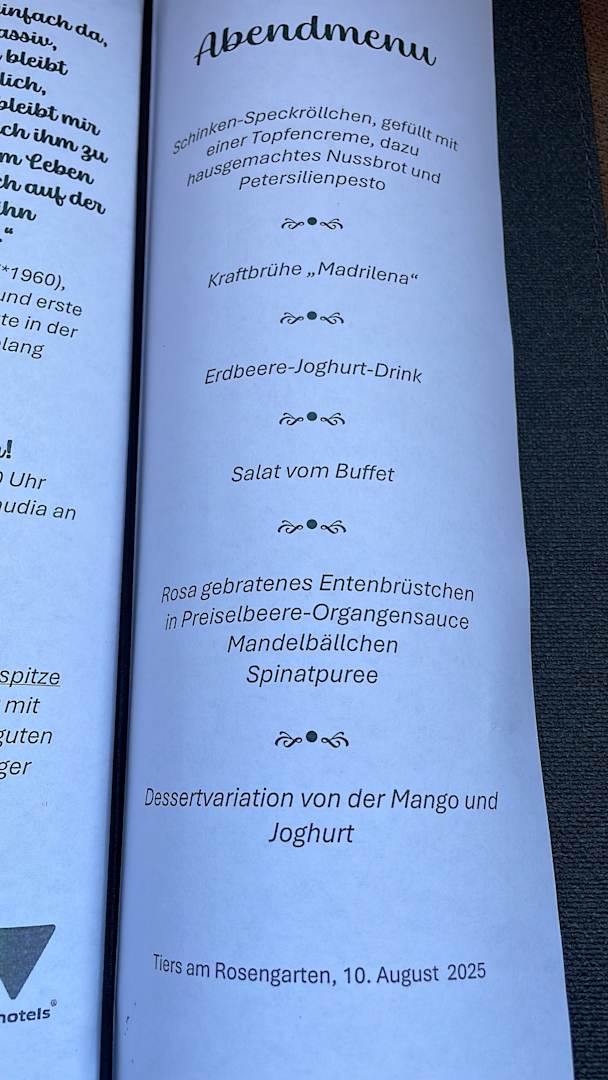 einfach da,
bleibt
bleibt mir
ch ihm zu
m Leben
ch auf der
ihn
“
*1960),
und erste
te in der
lang
!
0 Uhr
audia an
spitze
mit
guten
ger
hotels®
Abendmenu
Schinken-Speckröllchen, gefüllt mit
einer Topfencreme, dazu
hausgemachtes Nussbrot und
Petersilienpesto
Kraftbrühe „Madrilena“
Erdbeere-Joghurt-Drink
Salat vom Buffet
Rosa gebratenes Entenbrüstchen
in Preiselbeere-Organgensauce
Mandelbällchen
Spinatpuree
Dessertvariation von der Mango und
Joghurt
Tiers am Rosengarten, 10. August 2025